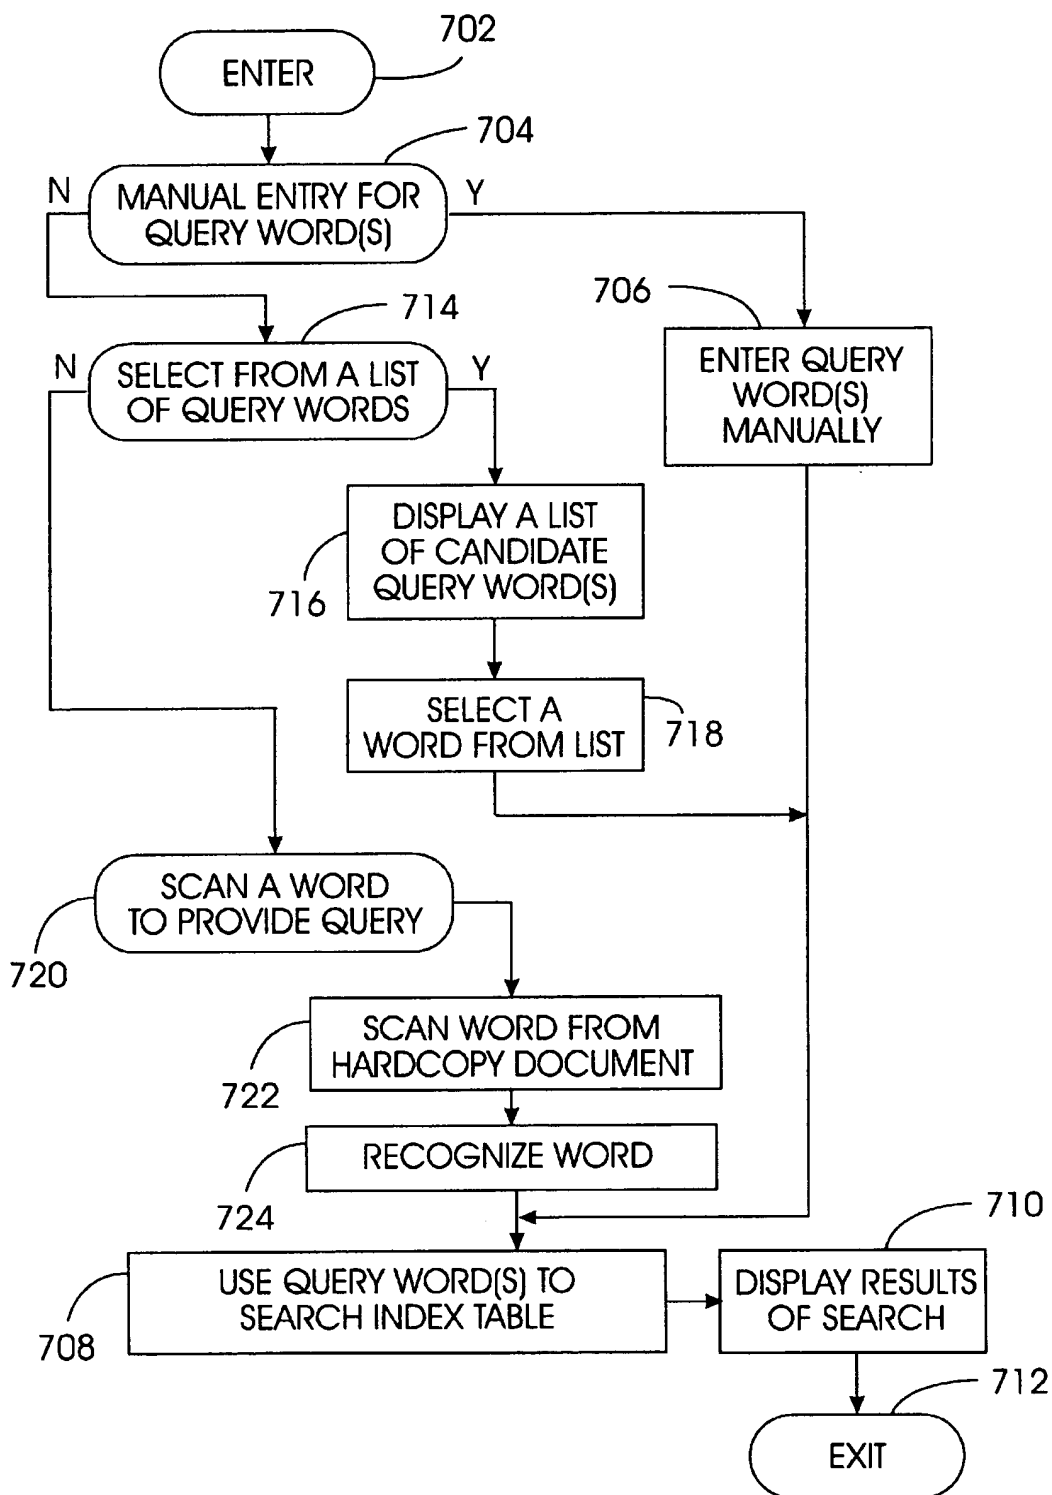 702
ENTER
704
N
MANUAL ENTRY FOR
QUERY WORD(S)
Y
706
714
ENTER QUERY
WORD(S)
MANUALLY
N
SELECT FROM A LIST
OF QUERY WORDS
Y
DISPLAY A LIST
OF CANDIDATE
QUERY WORD(S)
716
SELECT A
WORD FROM LIST
718
SCAN A WORD
TO PROVIDE QUERY
720
SCAN WORD FROM
HARDCOPY DOCUMENT
722
RECOGNIZE WORD
724
710
USE QUERY WORD(S) TO
SEARCH INDEX TABLE
708
DISPLAY RESULTS
OF SEARCH
712
EXIT